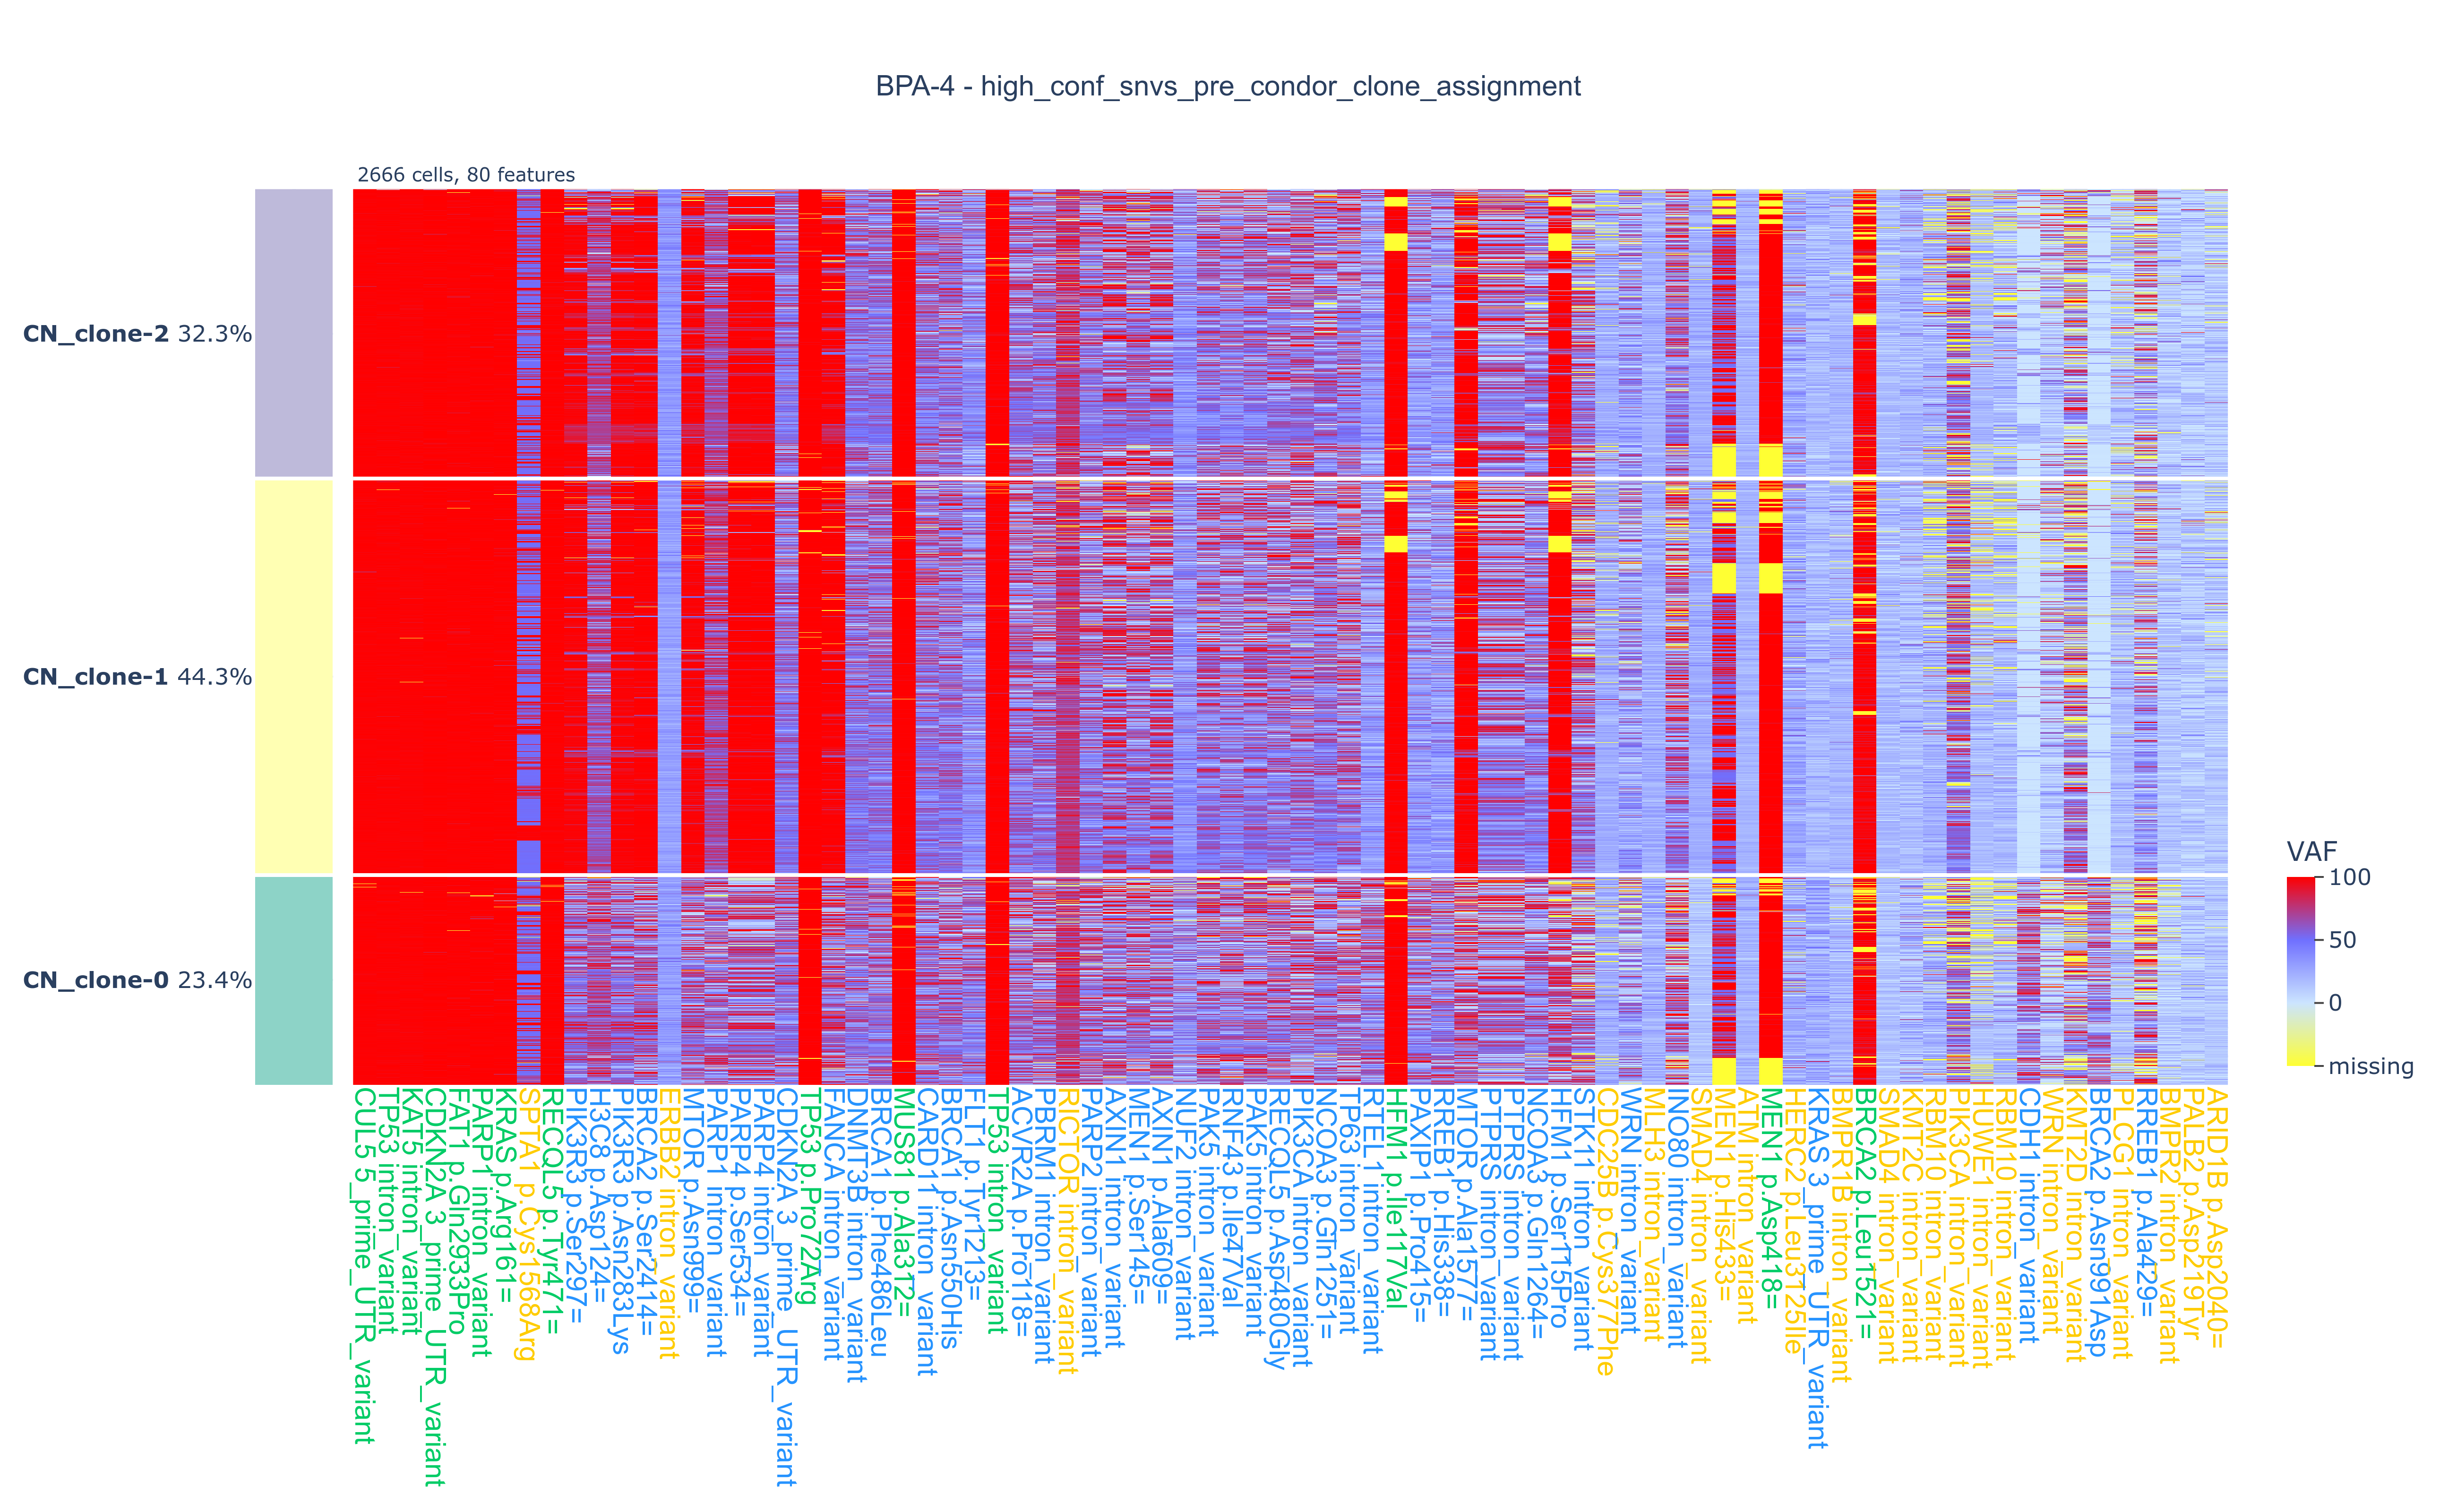 BPA-4 - high_conf_snvs_pre_condor_clone_assignment
2666 cells, 80 features
CN_clone-2 32.3%
CN_clone-1 44.3%
CN_clone-0 23.4%
VAF
100
50
0
missing
CUL5 5_prime_UTR_variant
TP53 intron_variant
KAT5 intron_variant
CDKN2A 3_prime_UTR_variant
FAT1 p.Gln2933Pro
PARP1 intron_variant
KRAS p.Arg161=
SPTA1 p.Cys1568Arg
RECQL5 p.Tyr471=
PIK3R3 p.Ser297=
H3C8 p.Asp124=
PIK3R3 p.Asn283Lys
BRCA2 p.Ser2414=
ERBB2 intron_variant
MTOR p.Asn999=
PARP1 intron_variant
PARP4 p.Ser534=
PARP4 intron_variant
CDKN2A 3_prime_UTR_variant
TP53 p.Pro72Arg
FANCA intron_variant
DNMT3B intron_variant
BRCA1 p.Phe486Leu
MUS81 p.Ala312=
CARD11 intron_variant
BRCA1 p.Asn550His
FLT1 p.Tyr1213=
TP53 intron_variant
ACVR2A p.Pro118=
PBRM1 intron_variant
RICTOR intron_variant
PARP2 intron_variant
AXIN1 intron_variant
MEN1 p.Ser145=
AXIN1 p.Ala609=
NUF2 intron_variant
PAK5 intron_variant
RNF43 p.Ile47Val
PAK5 intron_variant
RECQL5 p.Asp480Gly
PIK3CA intron_variant
NCOA3 p.Gln1251=
TP63 intron_variant
RTEL1 intron_variant
HFM1 p.Ile117Val
PAXIP1 p.Pro415=
RREB1 p.His338=
MTOR p.Ala1577=
PTPRS intron_variant
PTPRS intron_variant
NCOA3 p.Gln1264=
HFM1 p.Ser115Pro
STK11 intron_variant
CDC25B p.Cys377Phe
WRN intron_variant
MLH3 intron_variant
INO80 intron_variant
SMAD4 intron_variant
MEN1 p.His433=
ATM intron_variant
MEN1 p.Asp418=
HERC2 p.Leu3125Ile
KRAS 3_prime_UTR_variant
BMPR1B intron_variant
BRCA2 p.Leu1521=
SMAD4 intron_variant
KMT2C intron_variant
RBM10 intron_variant
PIK3CA intron_variant
HUWE1 intron_variant
RBM10 intron_variant
CDH1 intron_variant
WRN intron_variant
KMT2D intron_variant
BRCA2 p.Asn991Asp
PLCG1 intron_variant
RREB1 p.Ala429=
BMPR2 intron_variant
PALB2 p.Asp219Tyr
ARID1B p.Asp2040=